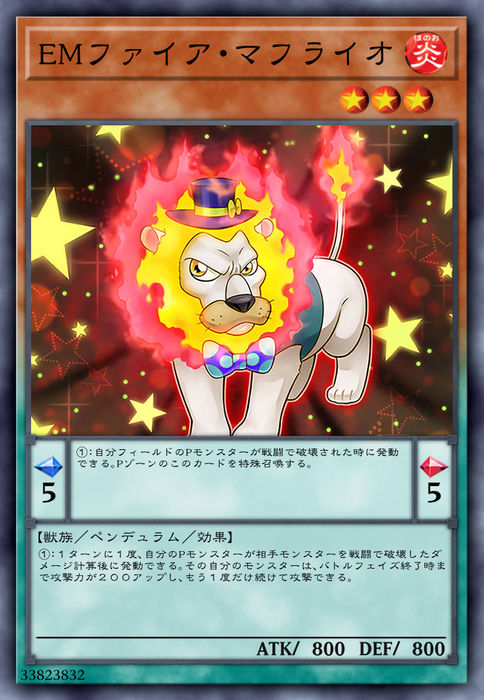 EMファイア・マフライオ
ほのお
炎
5
①:自分フィールドのPモンスターが戦闘で破壊された時に発動
できる。Pゾーンのこのカードを特殊召喚する。
5
【獣族／ペンデュラム／効果】
①:1ターンに1度、自分のPモンスターが相手モンスターを戦闘で破壊したダ
メージ計算後に発動できる。その自分のモンスターは、バトルフェイズ終了時ま
で攻撃力が200アップし、もう1度だけ続けて攻撃できる。
ATK/ 800 DEF/ 800
33823832